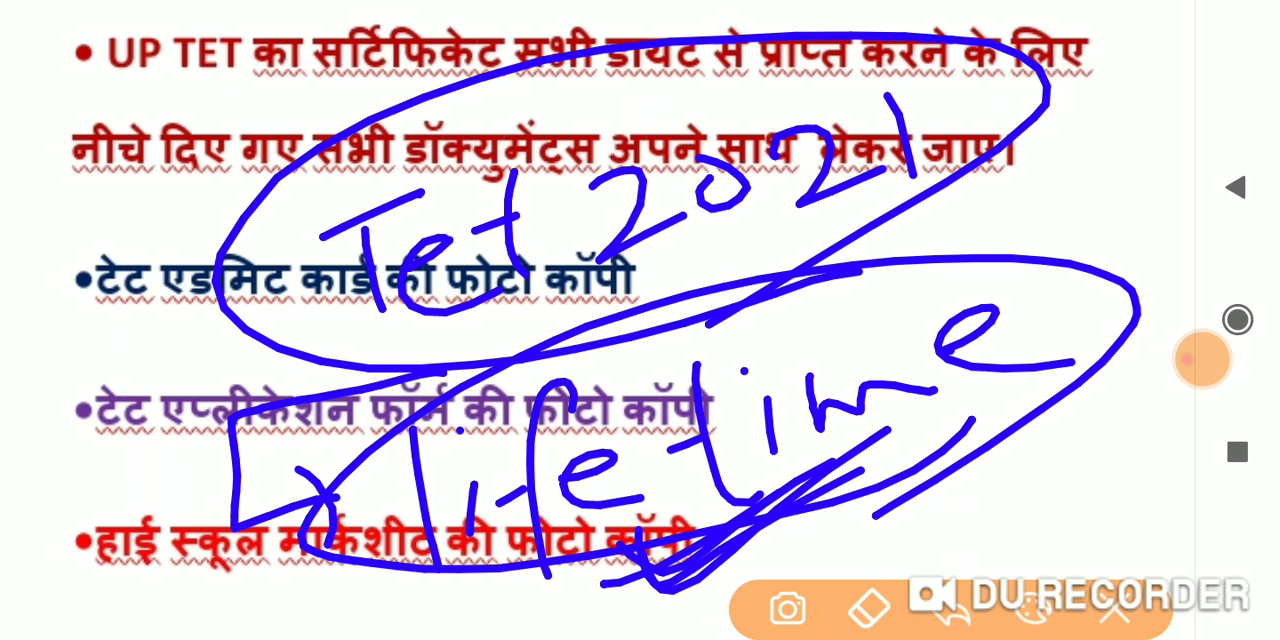 • UP TET का सर्टिफिकेट सभी डायट से प्राप्त करने के लिए
नीचे दिए गए सभी डॉक्युमेंट्स अपने साथ लेकर जाए।
Tet 2021
•टेट एडमिट कार्ड की फोटो कॉपी
•टेट एप्लीकेशन फॉर्म की फोटो कॉपी
Life time
•हाई स्कूल मार्कशीट की फोटो कॉपी
DU RECORDER